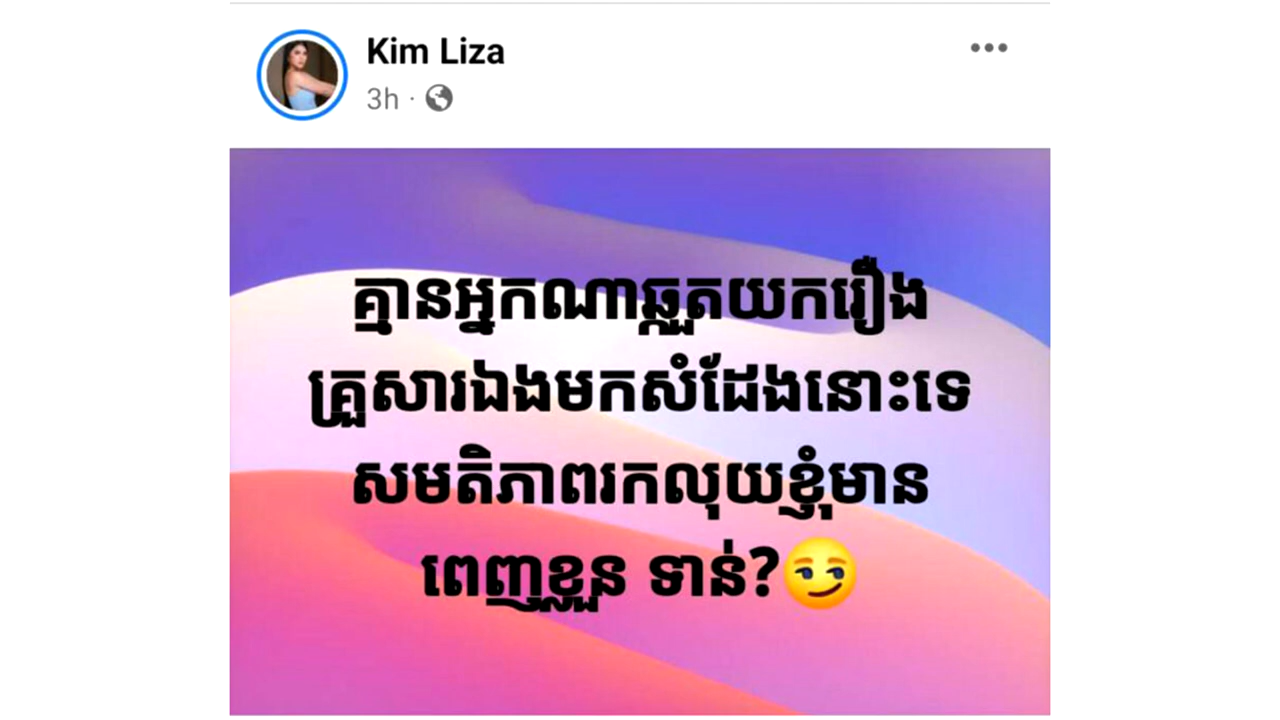 Kim Liza
3h ·
គ្មានអ្នកណាឆ្កួតយករឿង
គ្រួសារឯងមកសំដែងនោះទេ
សមតិភាពរកលុយខ្ញុំមាន
ពេញខ្លួន ទាន់?😏